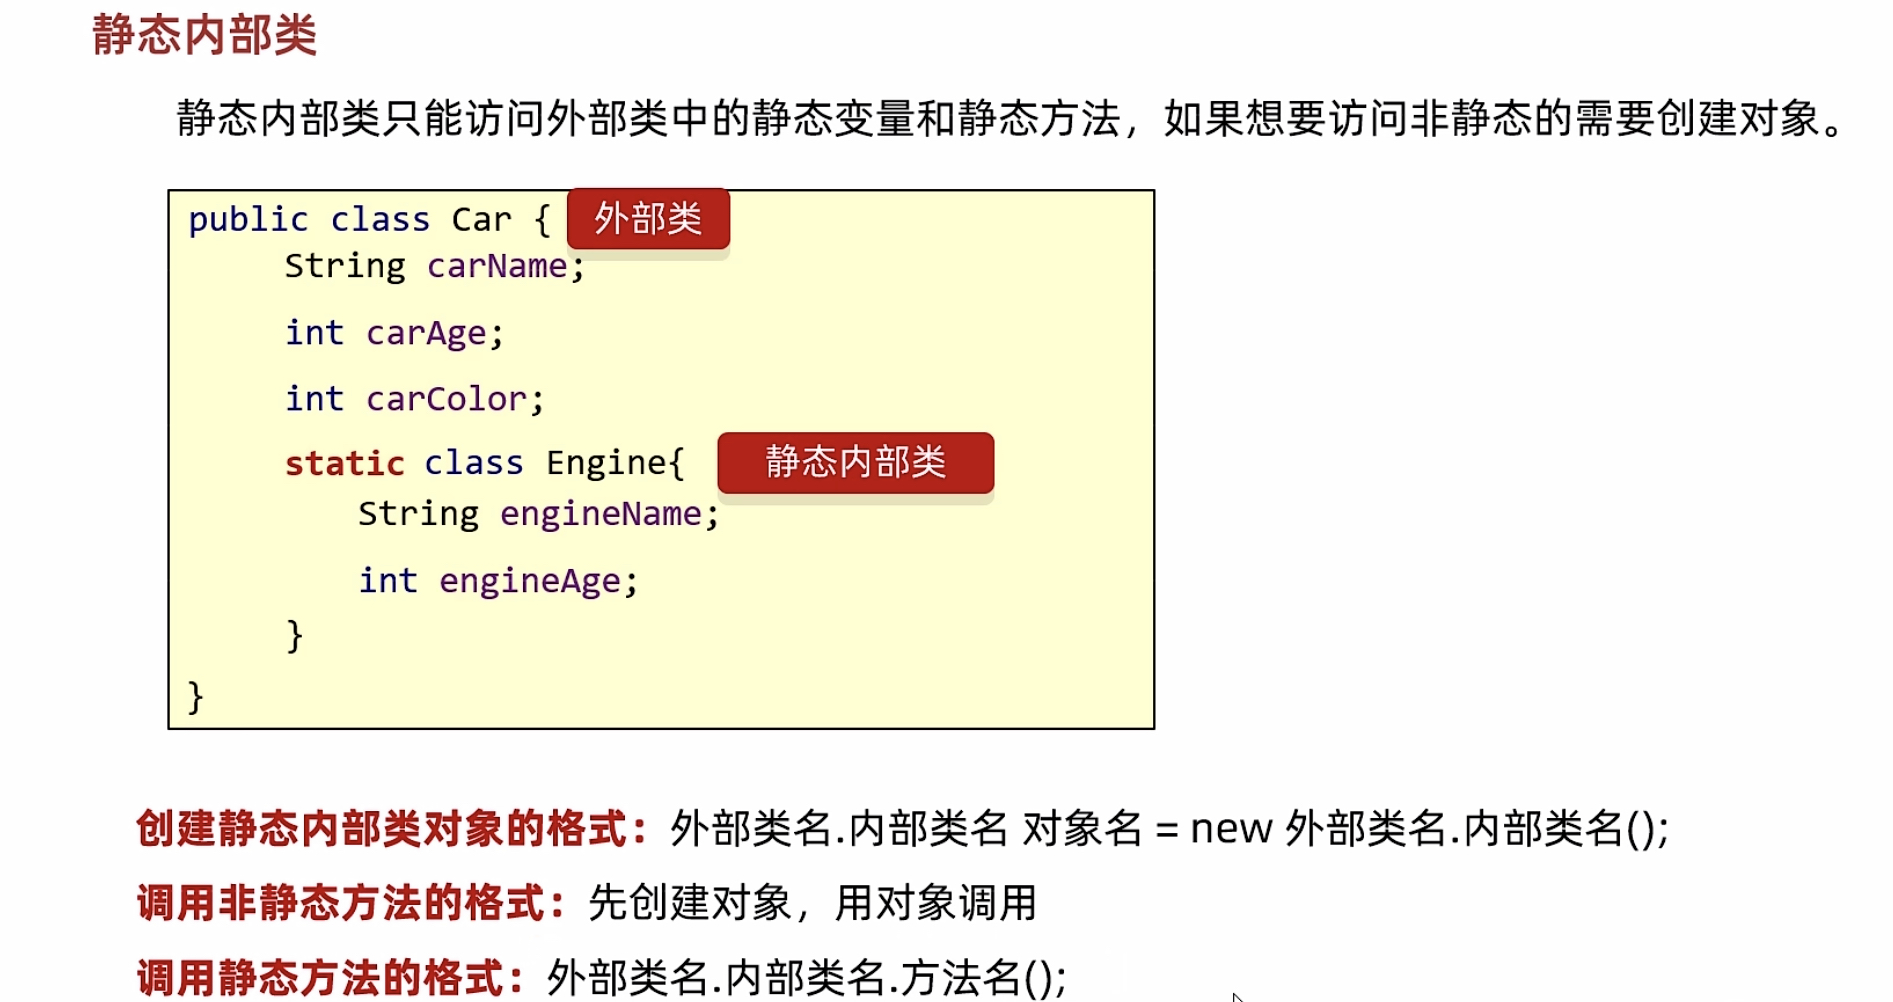 静态内部类
静态内部类只能访问外部类中的静态变量和静态方法，如果想要访问非静态的需要创建对象。
public class Car { 外部类
String carName;
int carAge;
int carColor;
static class Engine{ 静态内部类
String engineName;
int engineAge;
}
}
创建静态内部类对象的格式：外部类名.内部类名 对象名 = new 外部类名.内部类名();
调用非静态方法的格式：先创建对象，用对象调用
调用静态方法的格式：外部类名.内部类名.方法名();